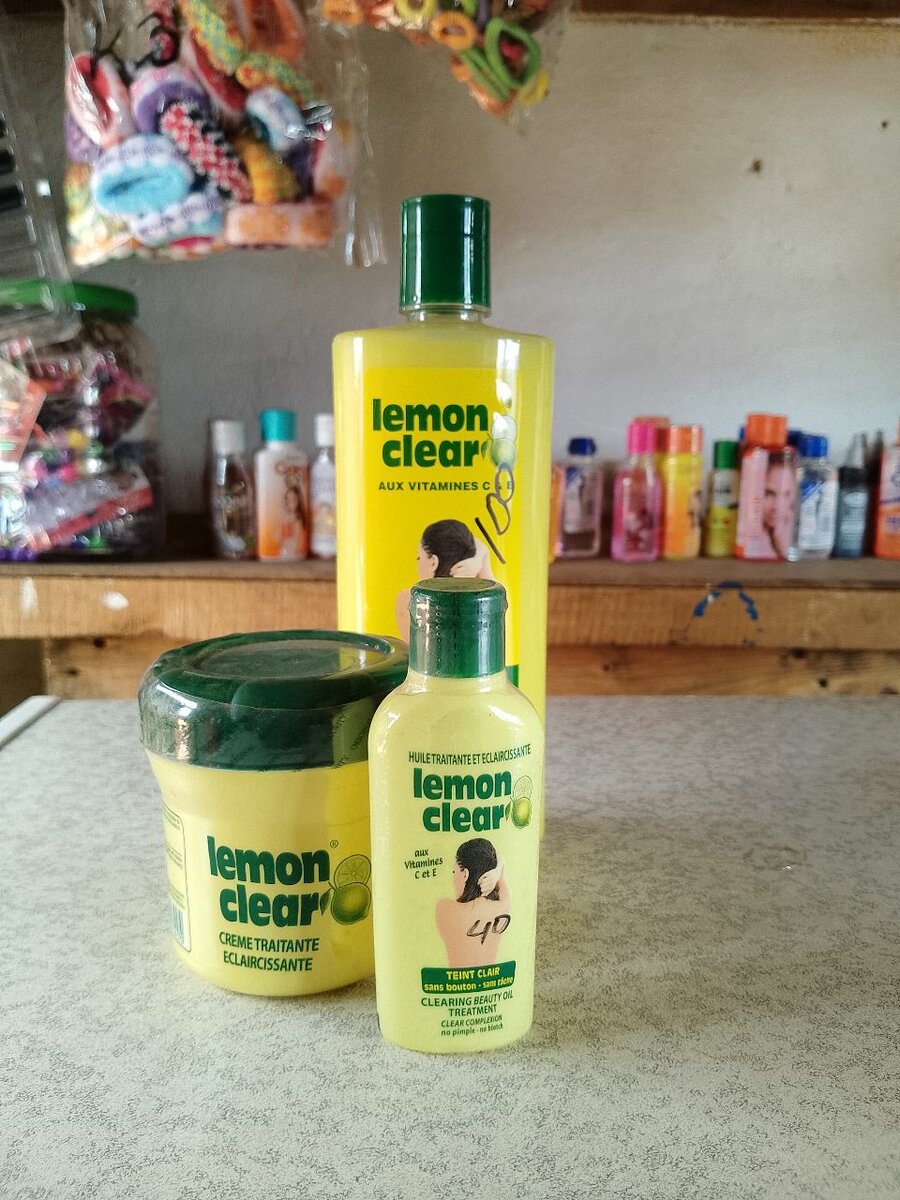 lemon
clear
AUX VITAMINES C
100
HUILE TRAITANTE ET ECLAIRCISSANTE
lemon
clear
aux
Vitamines
C et E
40
TEINT CLAIR
sans bouton - sans tâche
CLEARING BEAUTY OIL
TREATMENT
CLEAR COMPLEXION
no pimple - no blotch
lemon®
clear
CREME TRAITANTE
ECLAIRCISSANTE